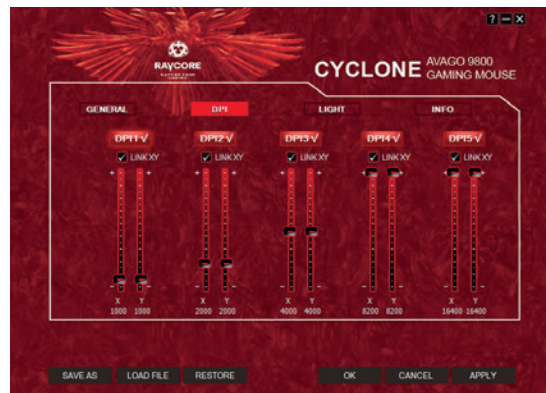 ? – X
RAYCORE
CYCLONE AVAGO 9800
GAMING MOUSE
GENERAL DPI LIGHT INFO
DPI1 √ DPI2 √ DPI3 √ DPI4 √ DPI5 √
LINK XY LINK XY LINK XY LINK XY LINK XY
+ + + + + + + + + +
- - - - - - - - - -
X Y X Y X Y X Y X Y
1000 1000 2000 2000 4000 4000 8200 8200 16400 16400
SAVE AS LOAD FILE RESTORE OK CANCEL APPLY